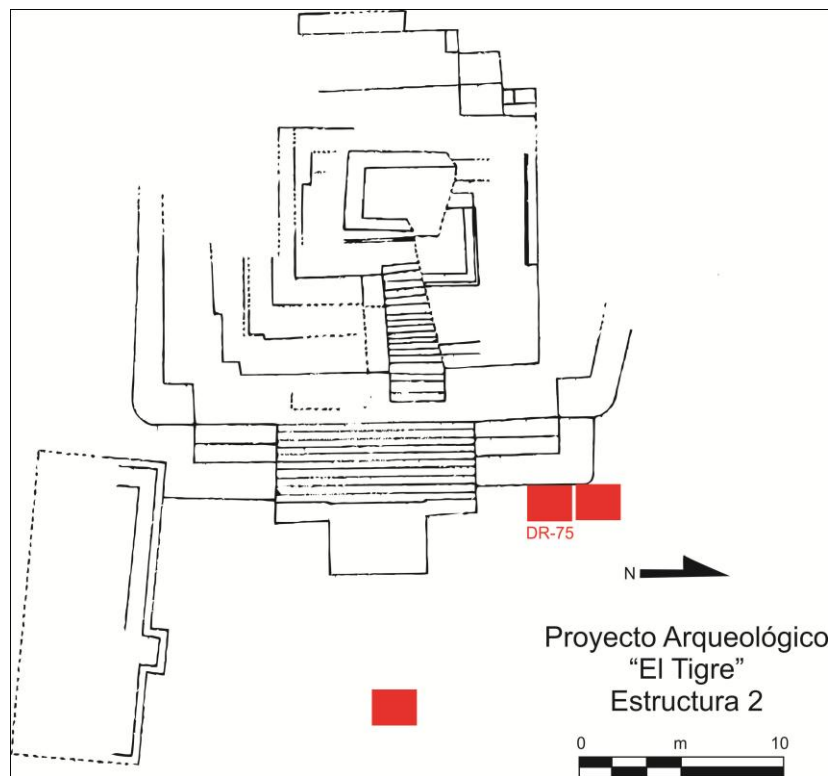 DR-75
N
Proyecto Arqueológico
“El Tigre”
Estructura 2
0 m 10